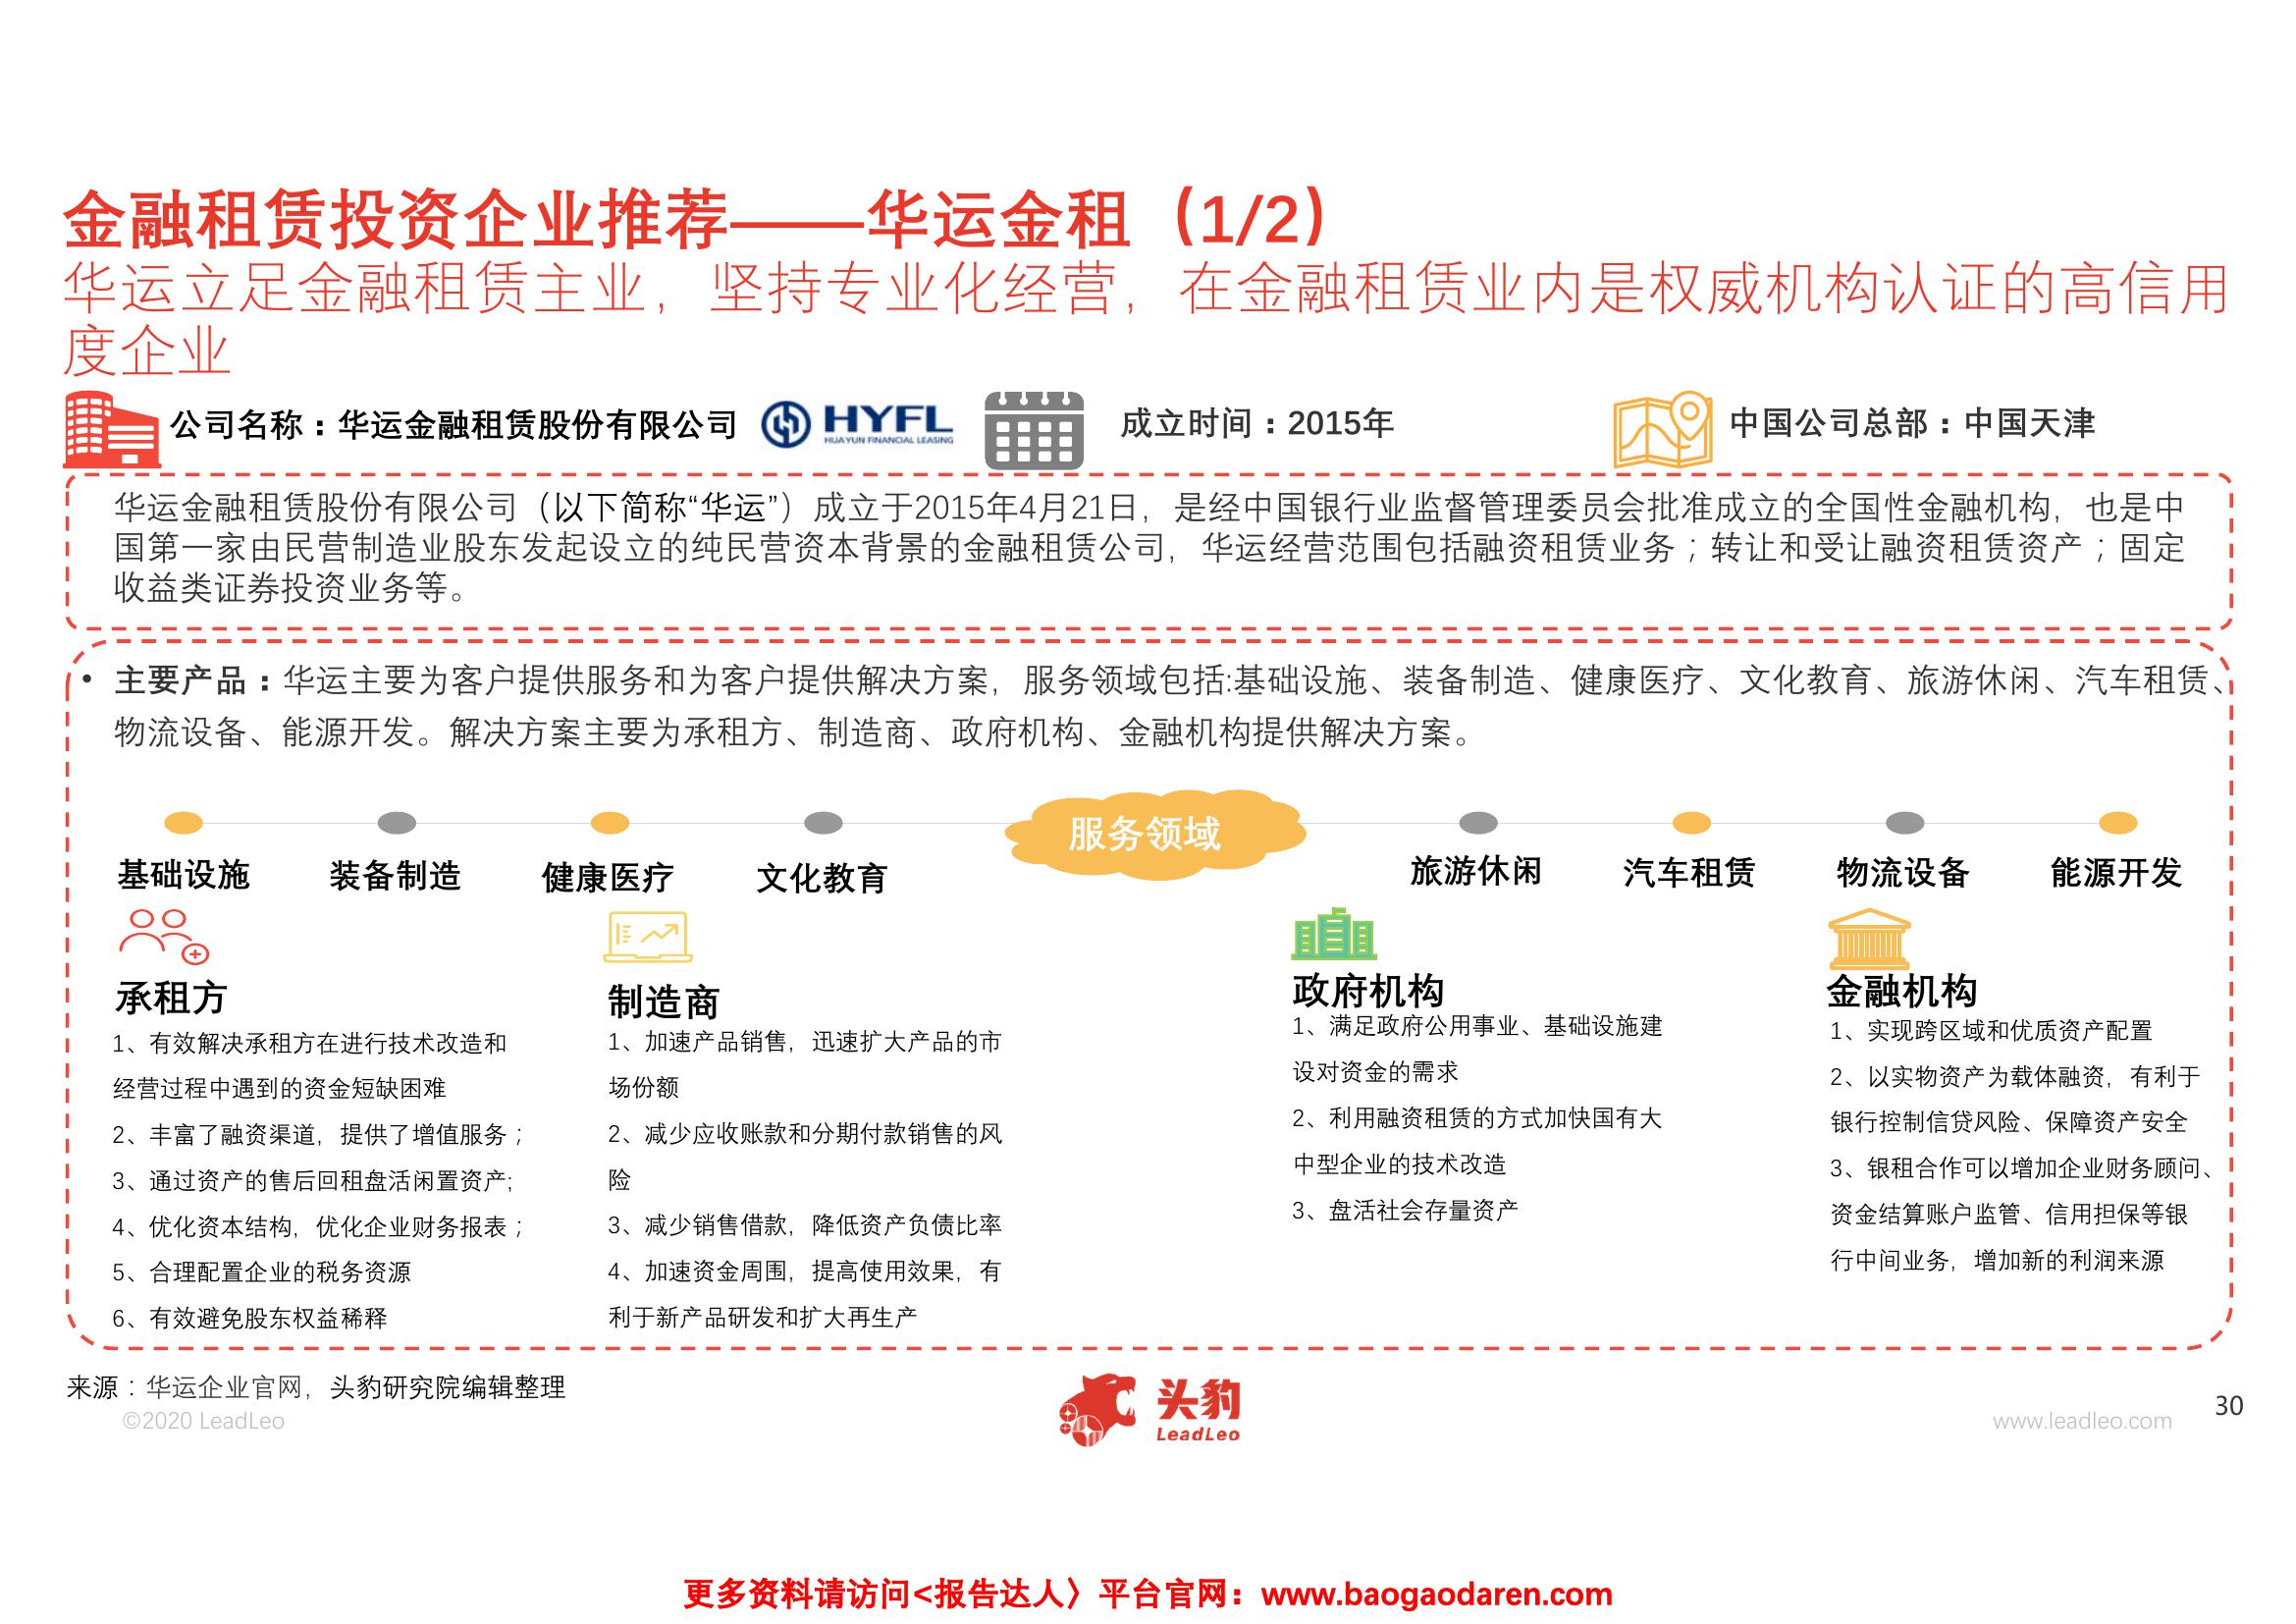 金融租赁投资企业推荐——华运金租（1/2）
华运立足金融租赁主业，坚持专业化经营，在金融租赁业内是权威机构认证的高信用
度企业
公司名称：华运金融租赁股份有限公司
HYFL
HUA YUN FINANCIAL LEASING
成立时间：2015年
中国公司总部：中国天津
华运金融租赁股份有限公司（以下简称“华运”）成立于2015年4月21日，是经中国银行业监督管理委员会批准成立的全国性金融机构，也是中
国第一家由民营制造业股东发起设立的纯民营资本背景的金融租赁公司，华运经营范围包括融资租赁业务；转让和受让融资租赁资产；固定
收益类证券投资业务等。
• 主要产品：华运主要为客户提供服务和为客户提供解决方案，服务领域包括:基础设施、装备制造、健康医疗、文化教育、旅游休闲、汽车租赁、
物流设备、能源开发。解决方案主要为承租方、制造商、政府机构、金融机构提供解决方案。
服务领域
基础设施
装备制造
健康医疗
文化教育
旅游休闲
汽车租赁
物流设备
能源开发
承租方
1、有效解决承租方在进行技术改造和
经营过程中遇到的资金短缺困难
2、丰富了融资渠道，提供了增值服务；
3、通过资产的售后回租盘活闲置资产;
4、优化资本结构，优化企业财务报表；
5、合理配置企业的税务资源
6、有效避免股东权益稀释
制造商
1、加速产品销售，迅速扩大产品的市
场份额
2、减少应收账款和分期付款销售的风
险
3、减少销售借款，降低资产负债比率
4、加速资金周围，提高使用效果，有
利于新产品研发和扩大再生产
政府机构
1、满足政府公用事业、基础设施建
设对资金的需求
2、利用融资租赁的方式加快国有大
中型企业的技术改造
3、盘活社会存量资产
金融机构
1、实现跨区域和优质资产配置
2、以实物资产为载体融资，有利于
银行控制信贷风险、保障资产安全
3、银租合作可以增加企业财务顾问、
资金结算账户监管、信用担保等银
行中间业务，增加新的利润来源
来源：华运企业官网，头豹研究院编辑整理
©2020 LeadLeo
头豹
LeadLeo
www.leadleo.com
30
更多资料请访问<报告达人〉平台官网：www.baogaodaren.com